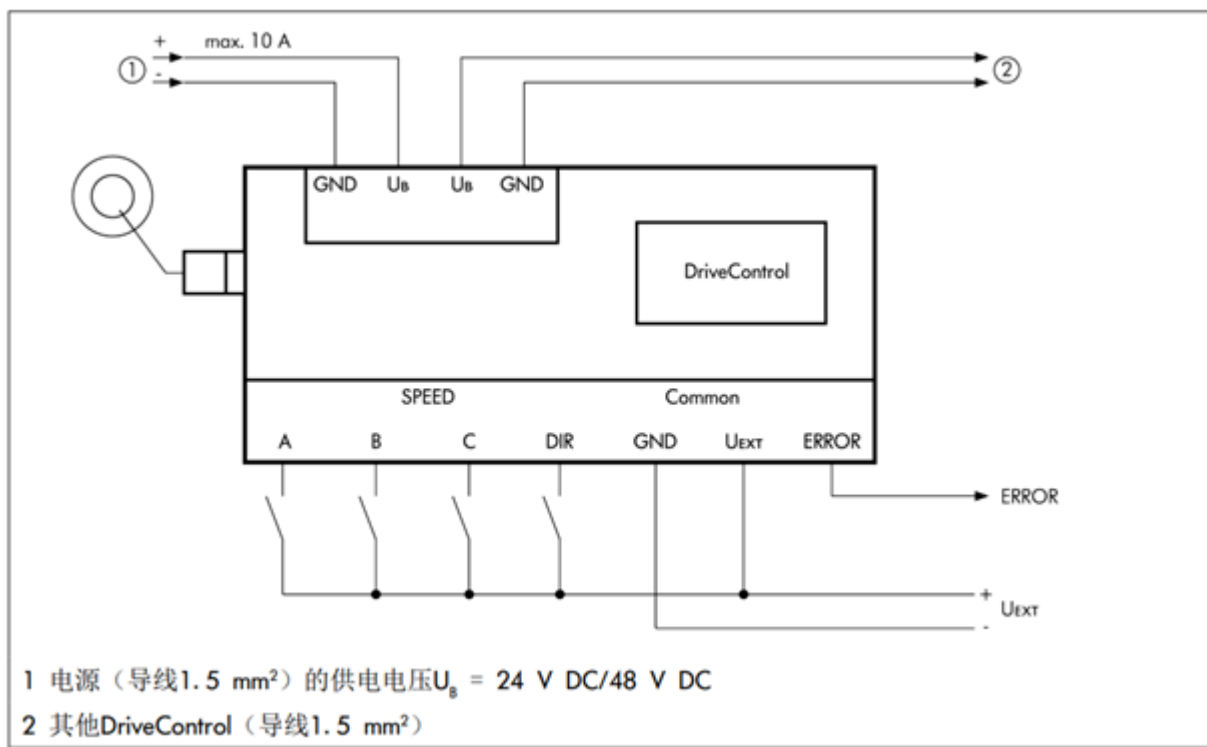 + max. 10 A
① - ②
GND UB UB GND
DriveControl
SPEED Common
A B C DIR GND UEXT ERROR
ERROR
+
UEXT
-
1 电源（导线1.5 mm²）的供电电压UB = 24 V DC/48 V DC
2 其他DriveControl（导线1.5 mm²）